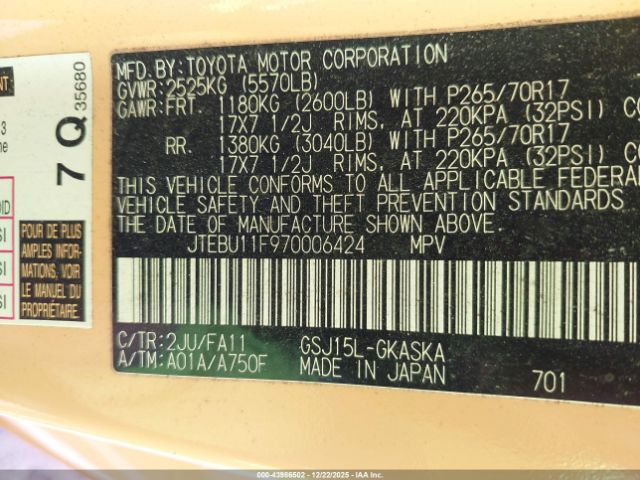 MFD. BY: TOYOTA MOTOR CORPORATION
GVWR: 2525KG (5570LB)
GAWR: FRT. 1180KG (2600LB) WITH P265/70R17
17X7 1/2J RIMS, AT 220KPA (32PSI)
RR. 1380KG (3040LB) WITH P265/70R17
17X7 1/2J RIMS, AT 220KPA (32PSI)
THIS VEHICLE CONFORMS TO ALL APPLICABLE FEDERAL
VEHICLE SAFETY AND THEFT PREVENTION STANDARDS
THE DATE OF MANUFACTURE SHOWN ABOVE.
JTEBU11F970006424 MPV
C/TR: 2JU/FA11 GSJ15L-GKASKA
A/TM: A01A/A750F MADE IN JAPAN 701
7 Q 35680
POUR DE PLUS
AMPLES INFOR-
MATIONS, VOIR
LE MANUEL DU
PROPRIÉTAIRE.
000-43866502 - 12/22/2025 - IAA